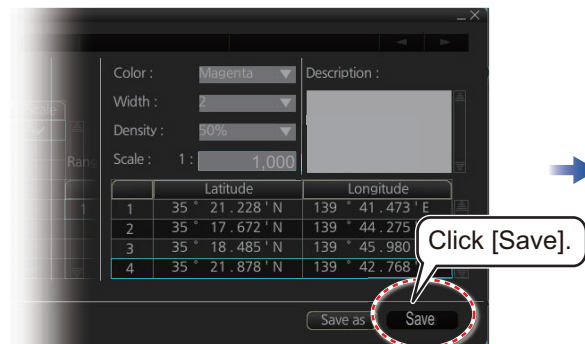 Color :
Magenta
Description :
Width :
2
Density :
50%
Scale :
1 :
1,000
Latitude
Longitude
1
35 ° 21 . 228 ' N
139 ° 41 . 473 ' E
2
35 ° 17 . 672 ' N
139 ° 44 . 275 '
3
35 ° 18 . 485 ' N
139 ° 45 . 980
4
35 ° 21 . 878 ' N
139 ° 42 . 768 '
1
Click [Save].
Save as
Save